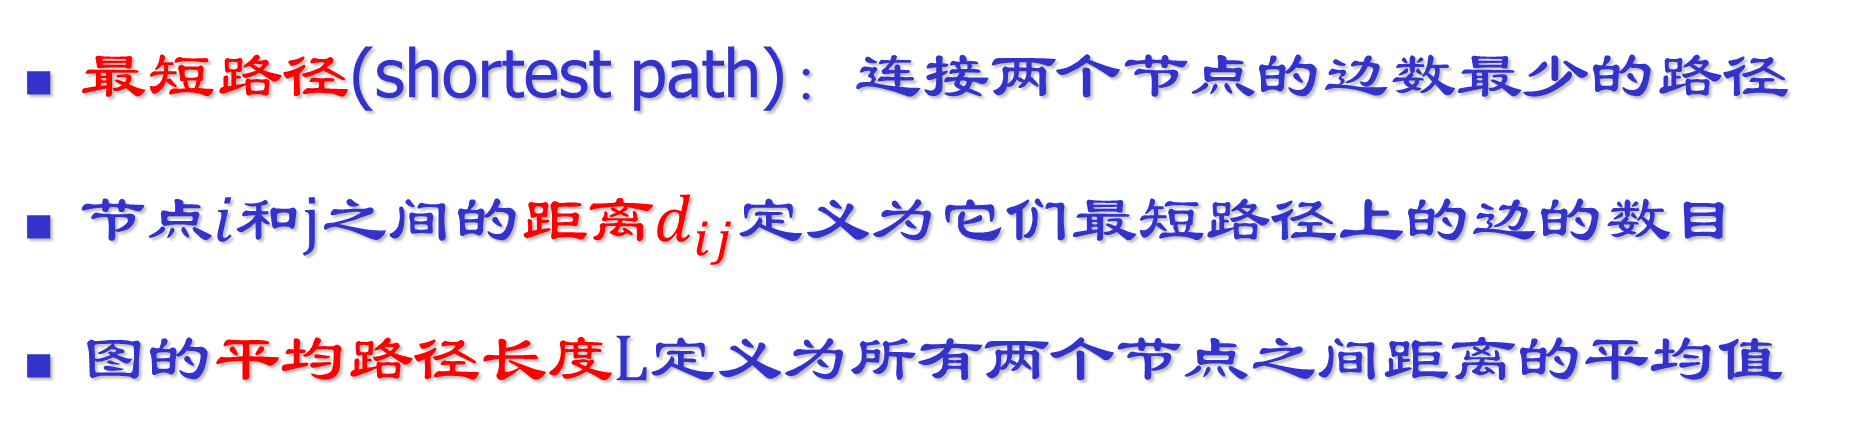 ■ 最短路径(shortest path)：连接两个节点的边数最少的路径
■ 节点i和j之间的距离d_{ij}定义为它们最短路径上的边的数目
■ 图的平均路径长度L定义为所有两个节点之间距离的平均值